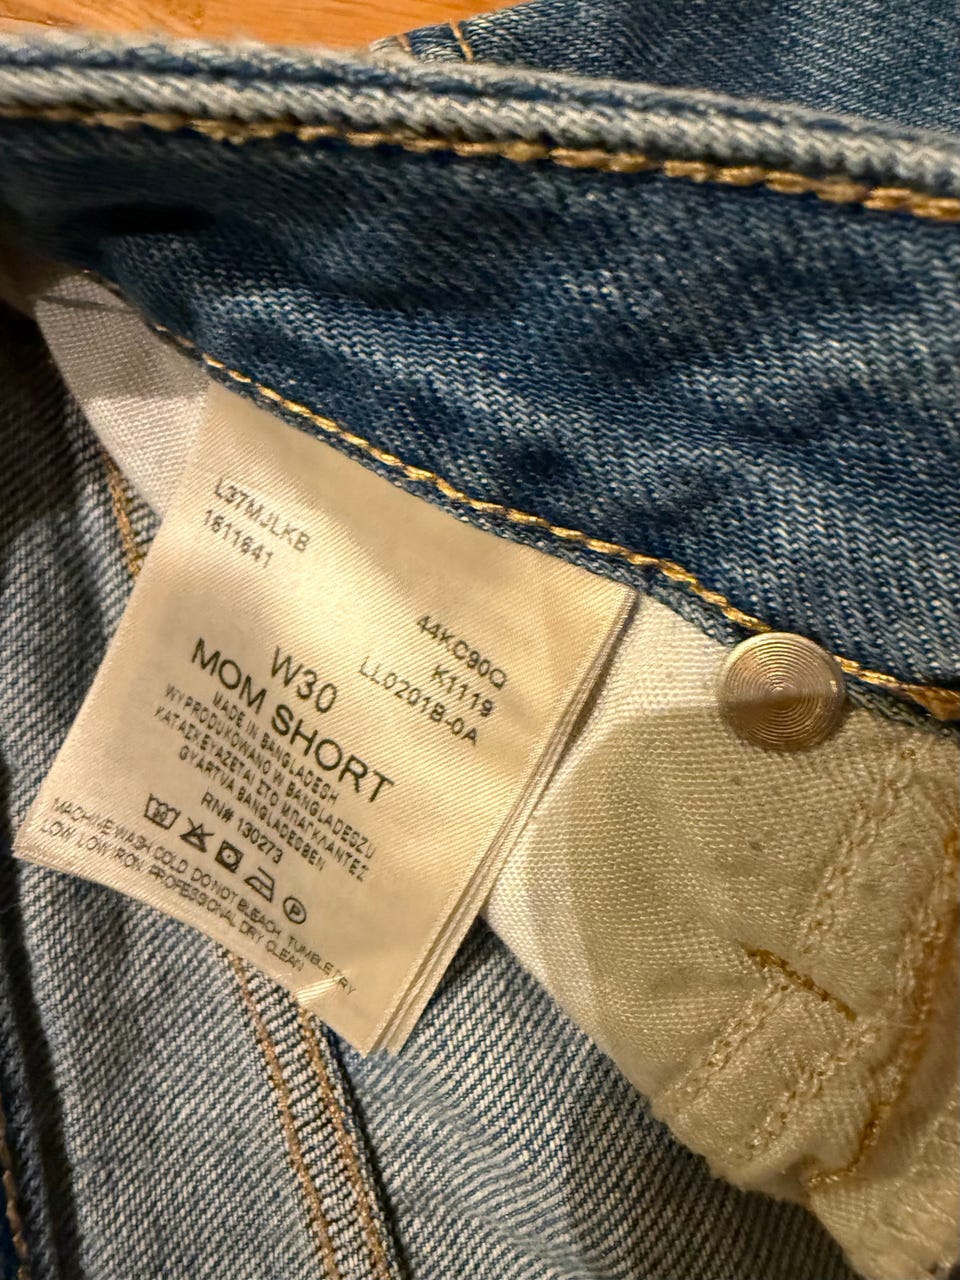 L37MJLKB
1611641
44KC90Q
K1119
LL0201B-0A
W30
MOM SHORT
MADE IN BANGLADESH
WYPRODUKOWANO W BANGLADESZU
ΚΑΤΑΣΚΕΥΑΖΕΤΑΙ ΣΤΟ ΜΠΑΓΚΛΑΝΤΕΣ
GYÁRTVA BANGLADESBEN
RN# 130273
MACHINE WASH COLD DO NOT BLEACH TUMBLE DRY
LOW LOW IRON PROFESSIONAL DRY CLEAN